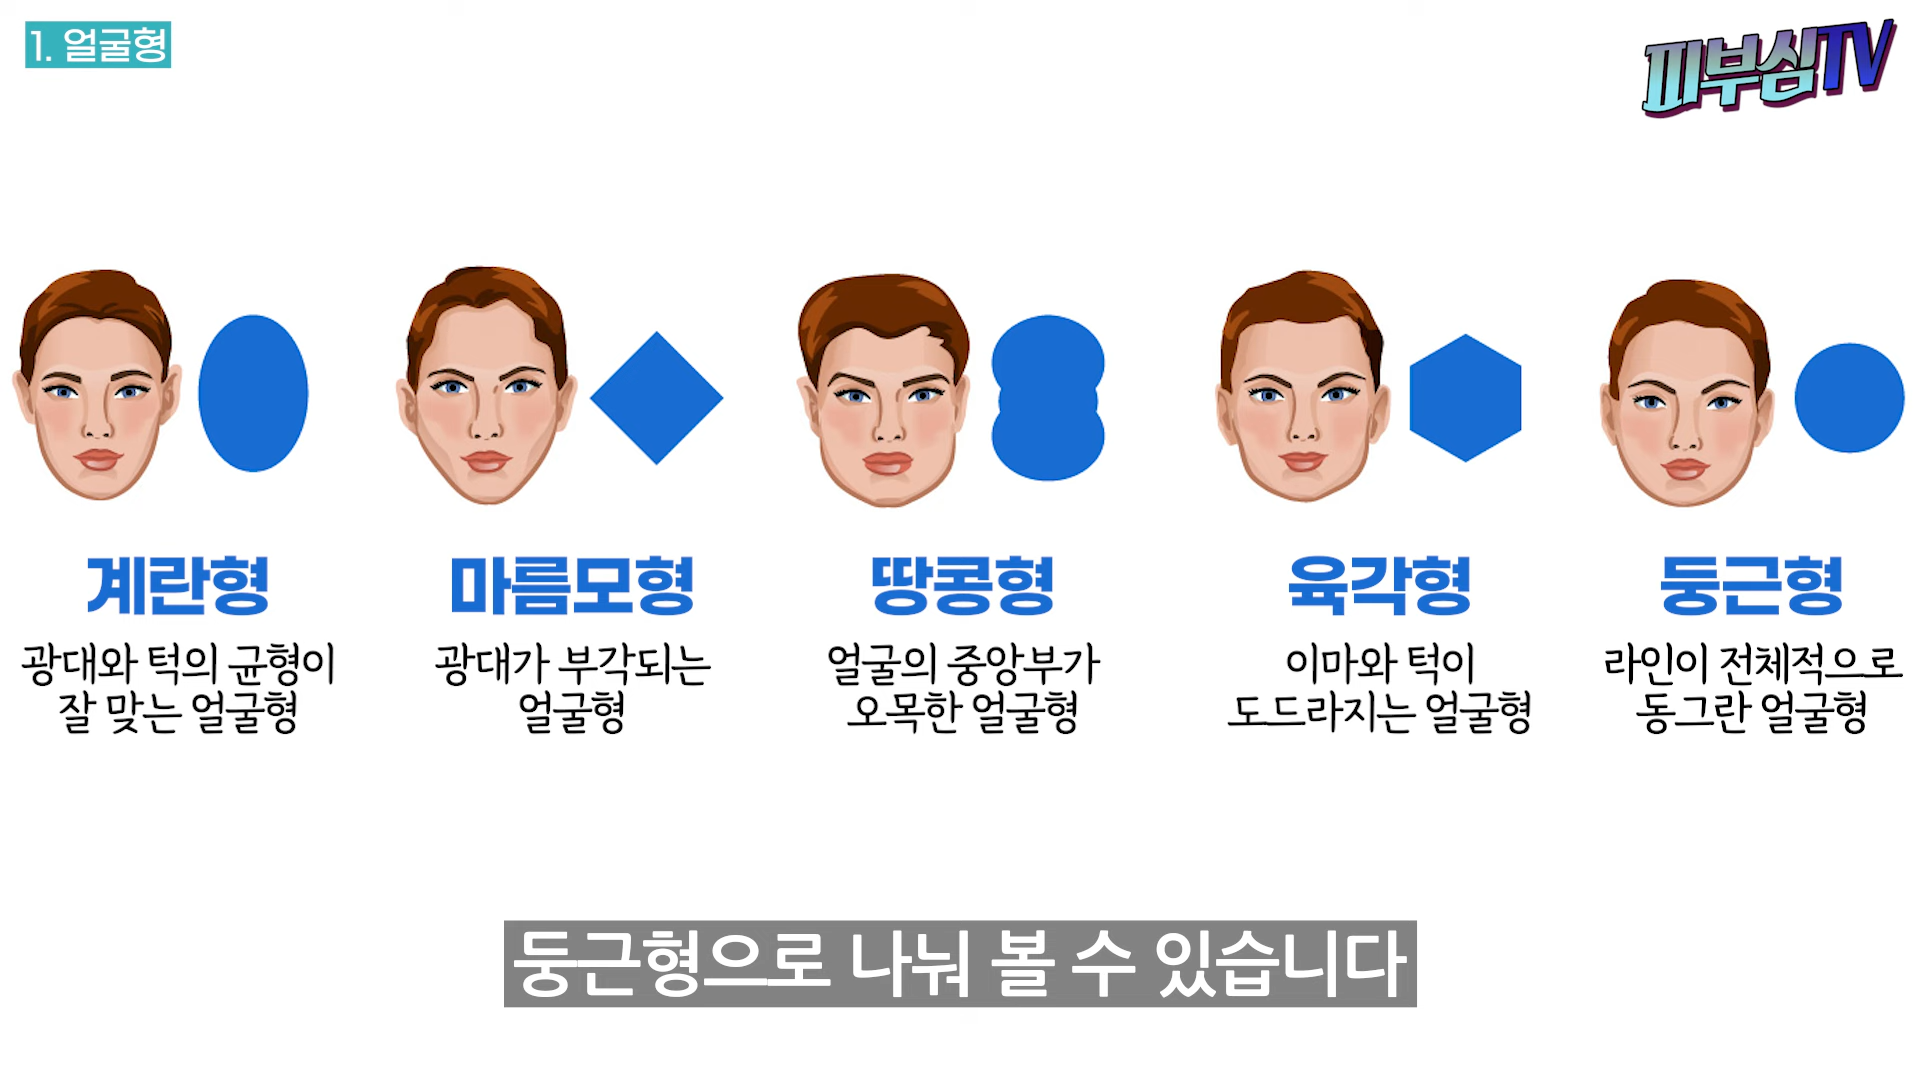 1. 얼굴형
피부심TV
계란형
광대와 턱의 균형이
잘 맞는 얼굴형
마름모형
광대가 부각되는
얼굴형
땅콩형
얼굴의 중앙부가
오목한 얼굴형
육각형
이마와 턱이
도드라지는 얼굴형
둥근형
라인이 전체적으로
동그란 얼굴형
둥근형으로 나눠 볼 수 있습니다